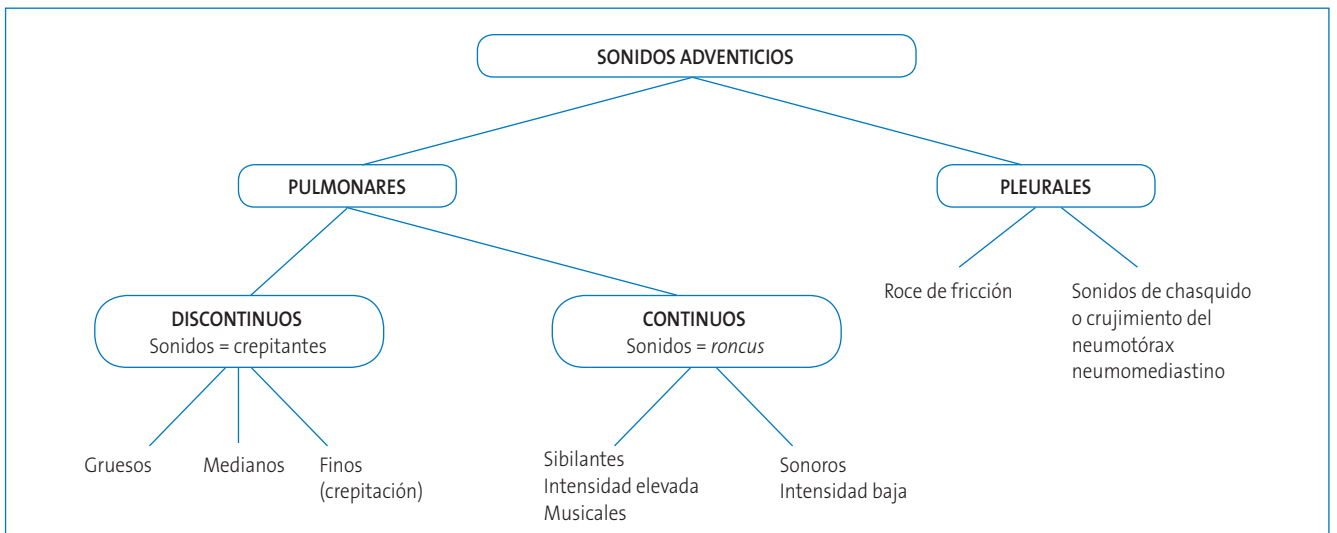 SONIDOS ADVENTICIOS
PULMONARES
PLEURALES
DISCONTINUOS
Sonidos = crepitantes
CONTINUOS
Sonidos = roncus
Roce de fricción
Sonidos de chasquido
o crujimiento del
neumotórax
neumomediastino
Gruesos
Medianos
Finos
(crepitación)
Sibilantes
Intensidad elevada
Musicales
Sonoros
Intensidad baja